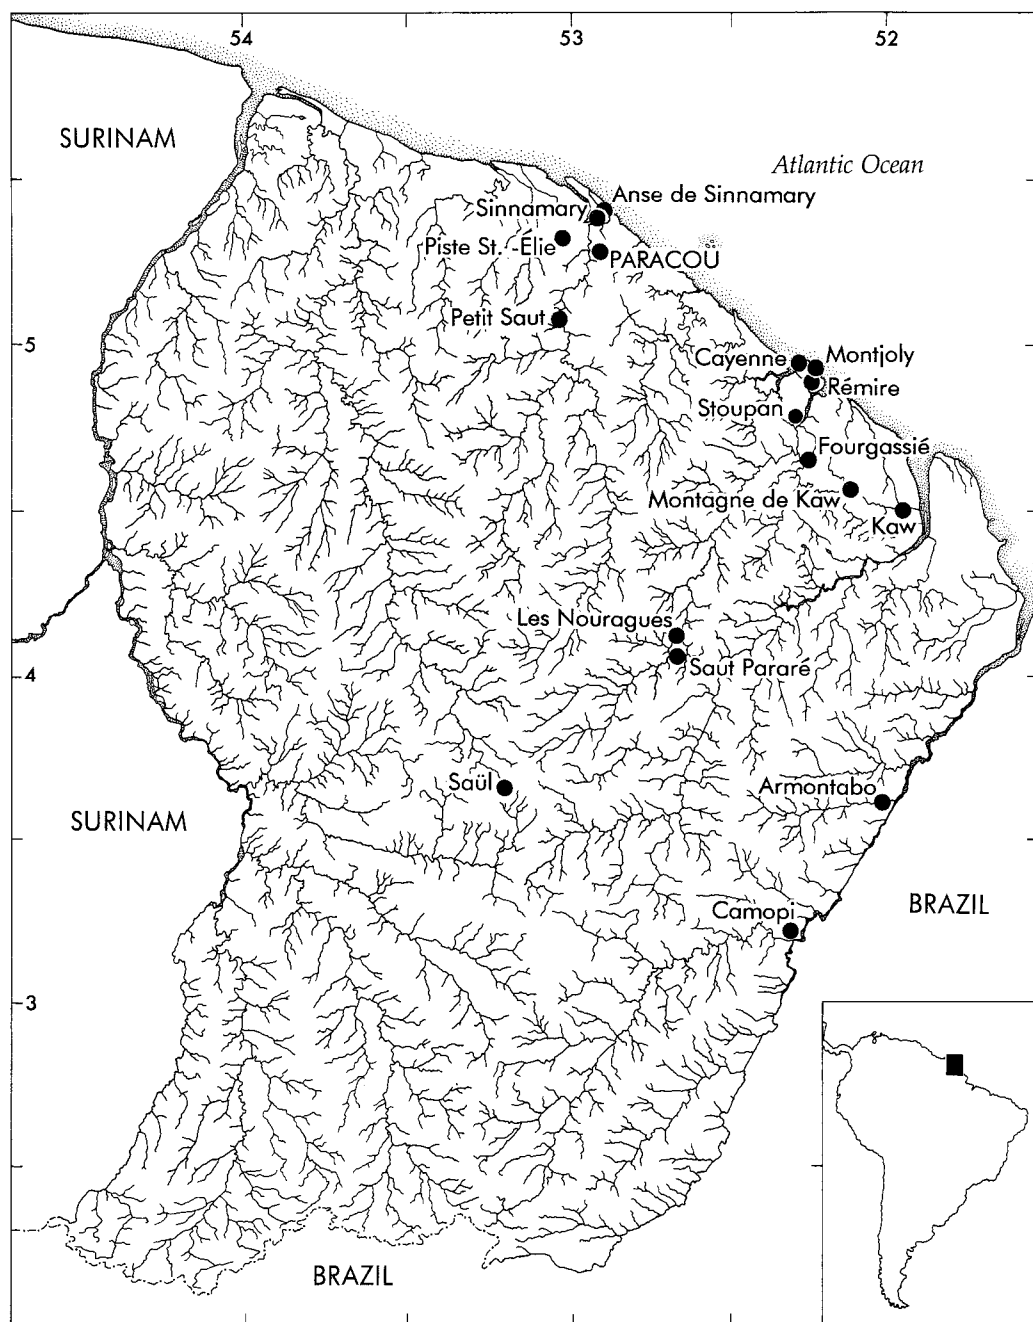 54
53
52
SURINAM
Atlantic Ocean
Anse de Sinnamary
Sinnamary
Piste St.-Élie
PARACOU
Petit Saut
5
Cayenne
Montjoly
Rémire
Stoupan
Fourgassié
Montagne de Kaw
Kaw
Les Nouragues
4
Saut Pararé
Saül
Armontabo
SURINAM
BRAZIL
Camopi
3
BRAZIL